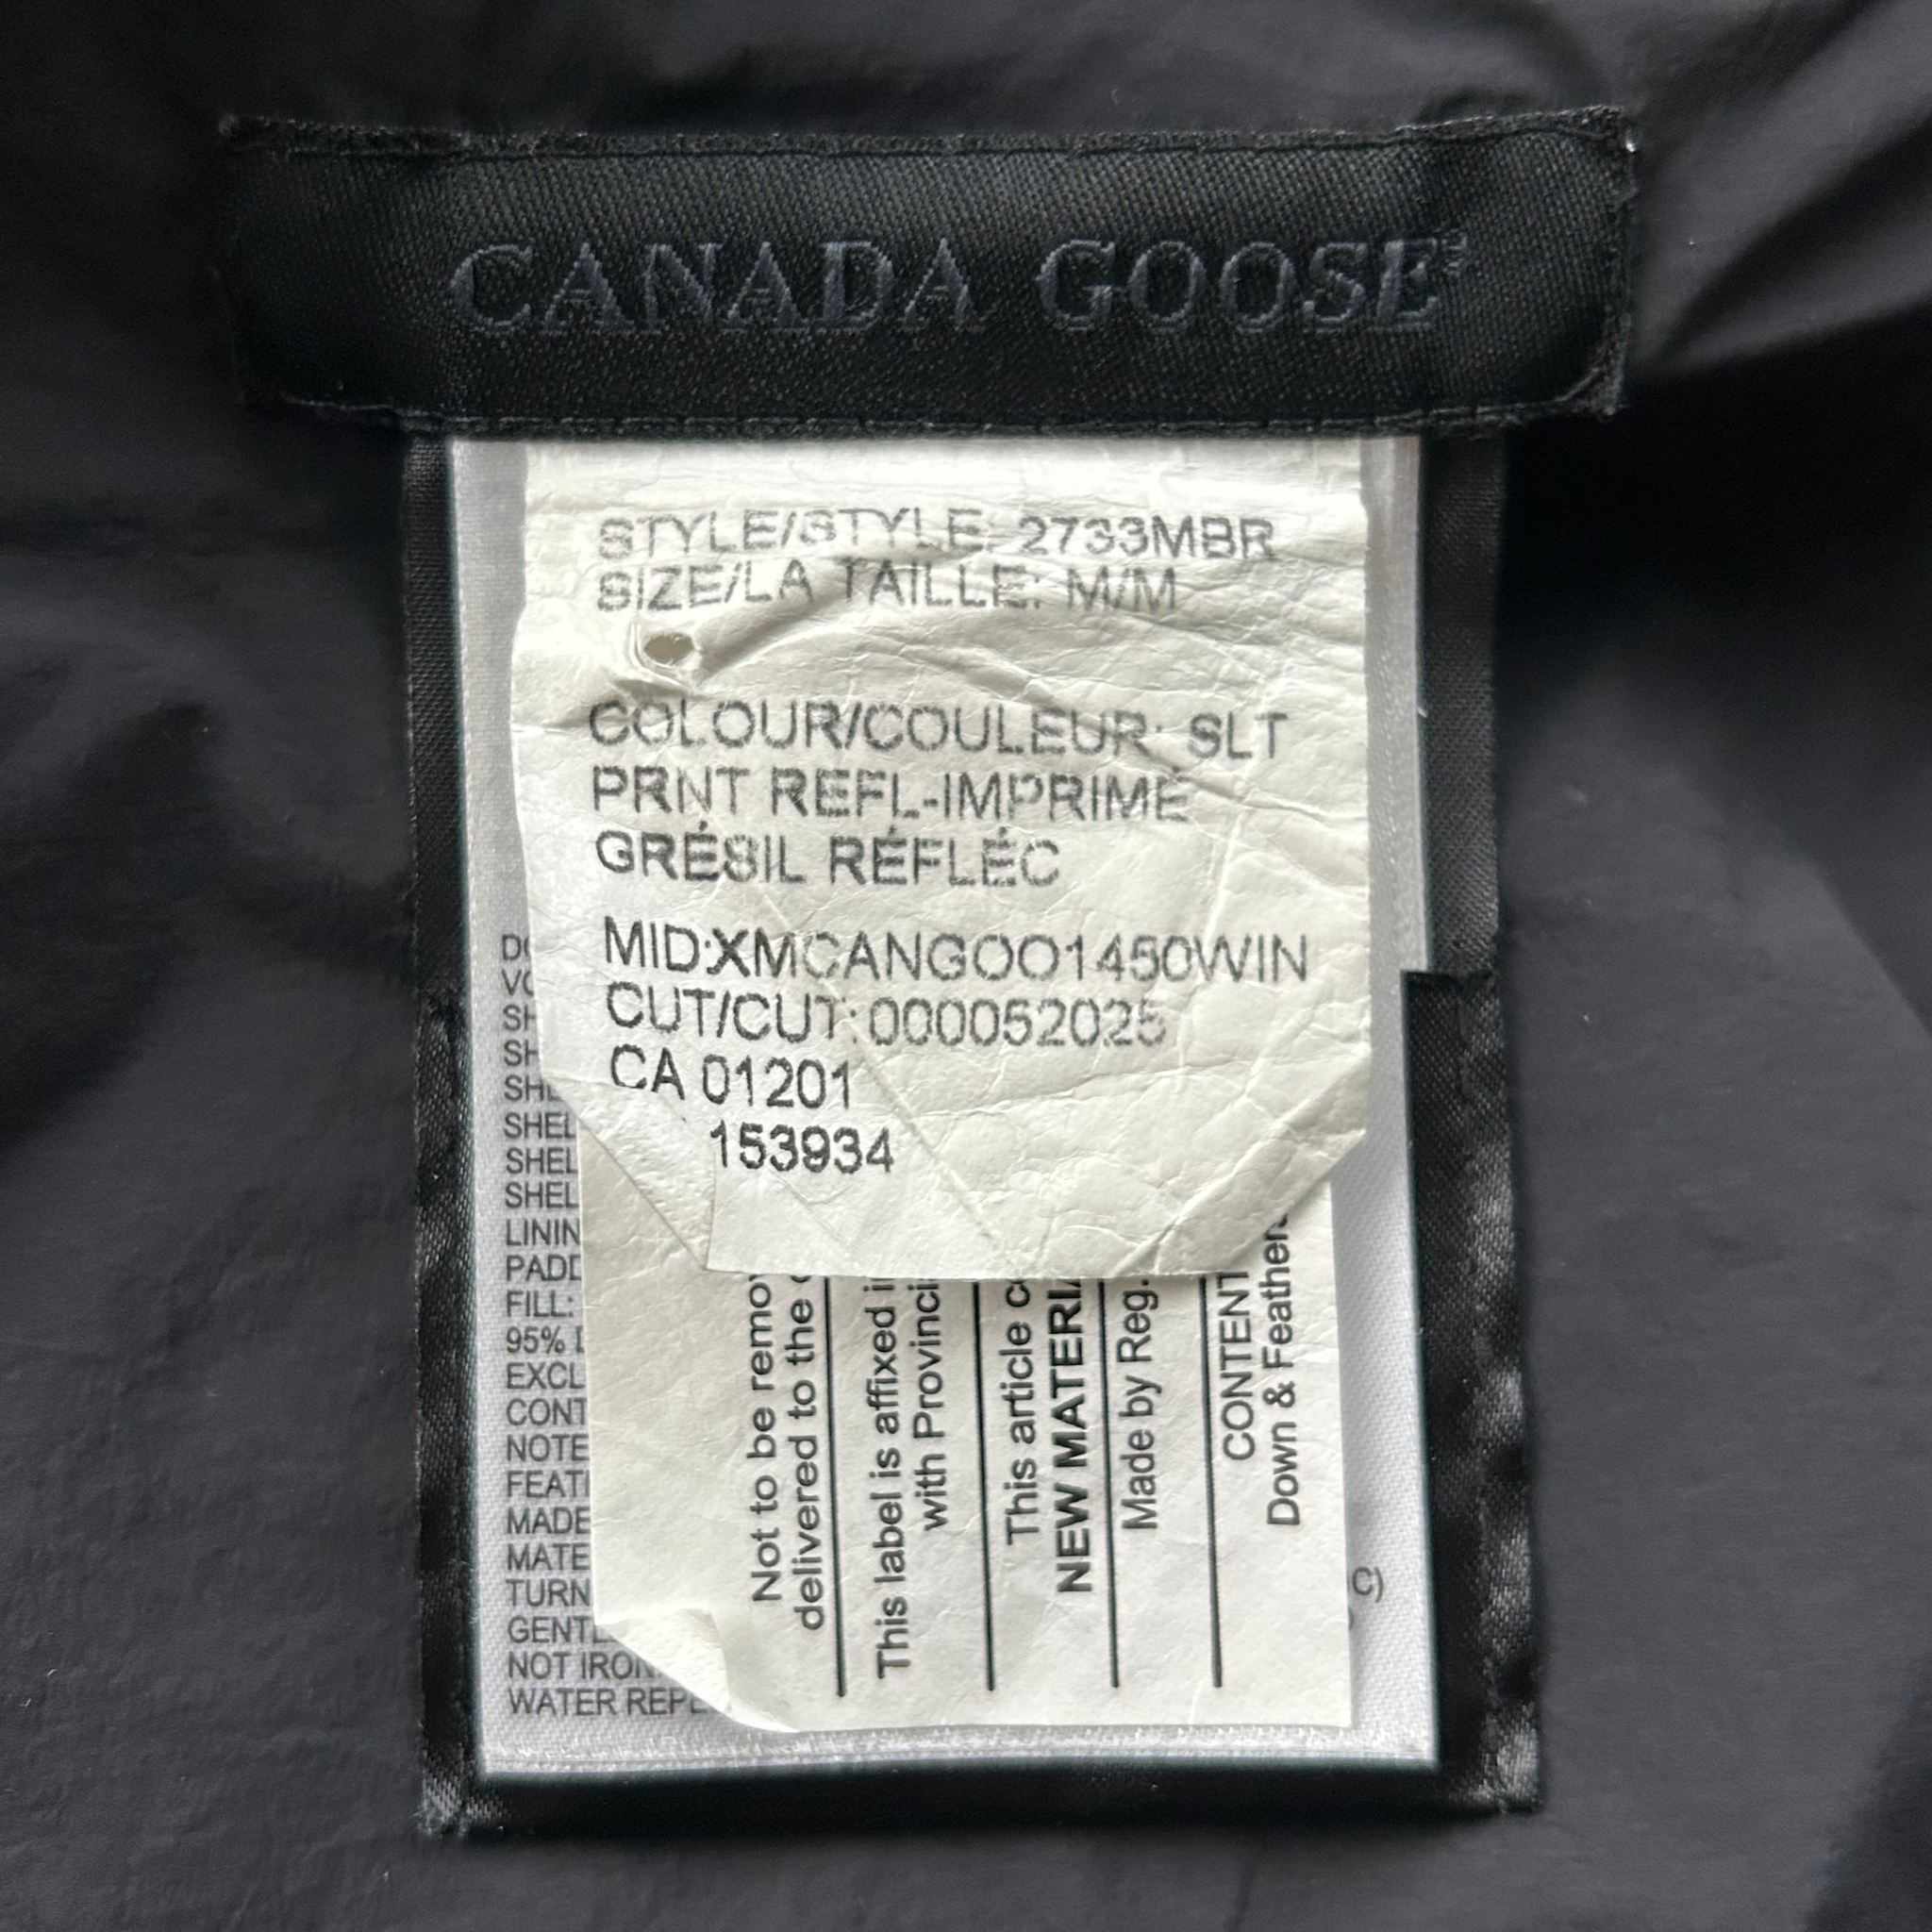 CANADA GOOSE
STYLE/STYLE: 2733MBR
SIZE/LA TAILLE: M/M
COLOUR/COULEUR: SLT
PRNT REFL-IMPRIMÉ
GRÉSIL RÉFLÉC
MID:XMCANGOO1450WIN
CUT/CUT:000052025
CA 01201
153934
SHEL
SHEL
SHEL
LININ
PADD
FILL:
95% D
EXCL
CONT
NOTE
FEAT
MADE
MATE
TURN
GENTL
NOT IRON
WATER REPE
Not to be remov
delivered to the c
This label is affixed i
with Provinci
This article c
NEW MATERIA
Made by Reg.
CONTENT
Down & Feather
C)